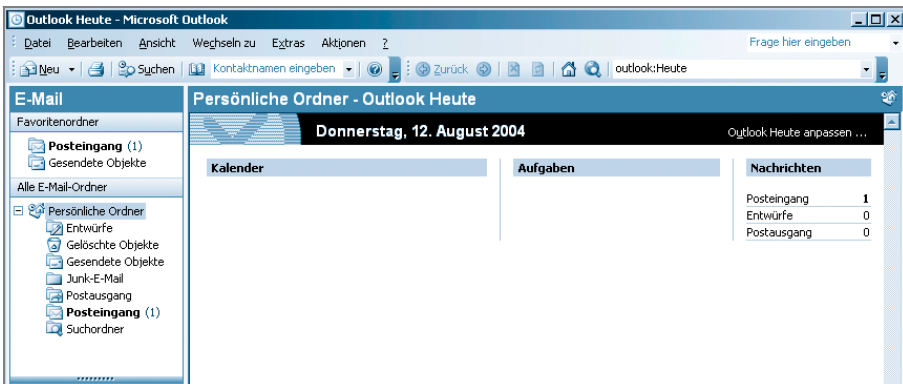 Outlook Heute - Microsoft Outlook
Datei Bearbeiten Ansicht Wechseln zu Extras Aktionen ? Frage hier eingeben
Neu Suchen Kontaktnamen eingeben Zurück outlook:Heute
E-Mail
Persönliche Ordner - Outlook Heute
Favoritenordner
Posteingang (1)
Gesendete Objekte
Alle E-Mail-Ordner
Persönliche Ordner
Entwürfe
Gelöschte Objekte
Gesendete Objekte
Junk-E-Mail
Postausgang
Posteingang (1)
Suchordner
Donnerstag, 12. August 2004
Outlook Heute anpassen ...
Kalender
Aufgaben
Nachrichten
Posteingang 1
Entwürfe 0
Postausgang 0